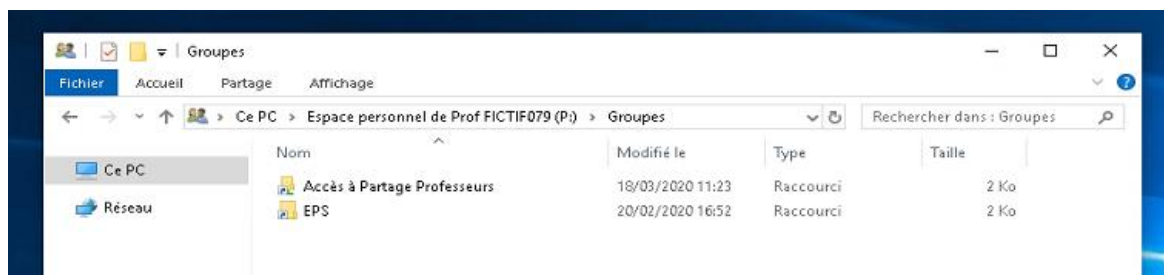 Groupes
Fichier Accueil Partage Affichage
Ce PC > Espace personnel de Prof FICTIF079 (P:) > Groupes Rechercher dans : Groupes
Nom Modifié le Type Taille
Ce PC
Accès à Partage Professeurs 18/03/2020 11:23 Raccourci 2 Ko
Réseau
EPS 20/02/2020 16:52 Raccourci 2 Ko